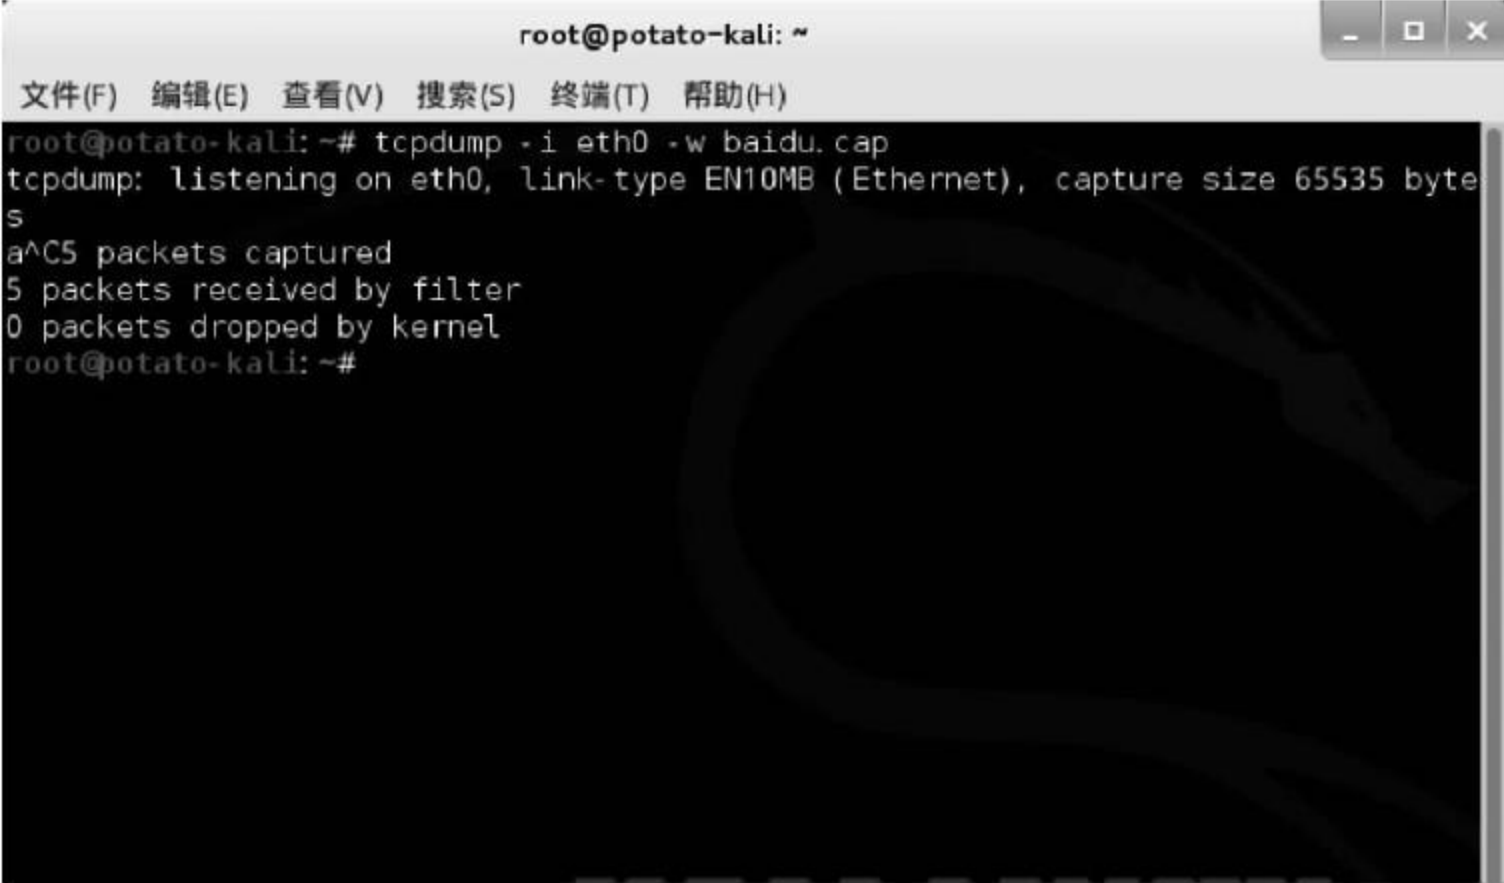 root@potato-kali: ~
文件(F) 编辑(E) 查看(V) 搜索(S) 终端(T) 帮助(H)
root@potato-kali:~# tcpdump -i eth0 -w baidu.cap
tcpdump: listening on eth0, link-type EN10MB (Ethernet), capture size 65535 byte
s
a^C5 packets captured
5 packets received by filter
0 packets dropped by kernel
root@potato-kali:~#